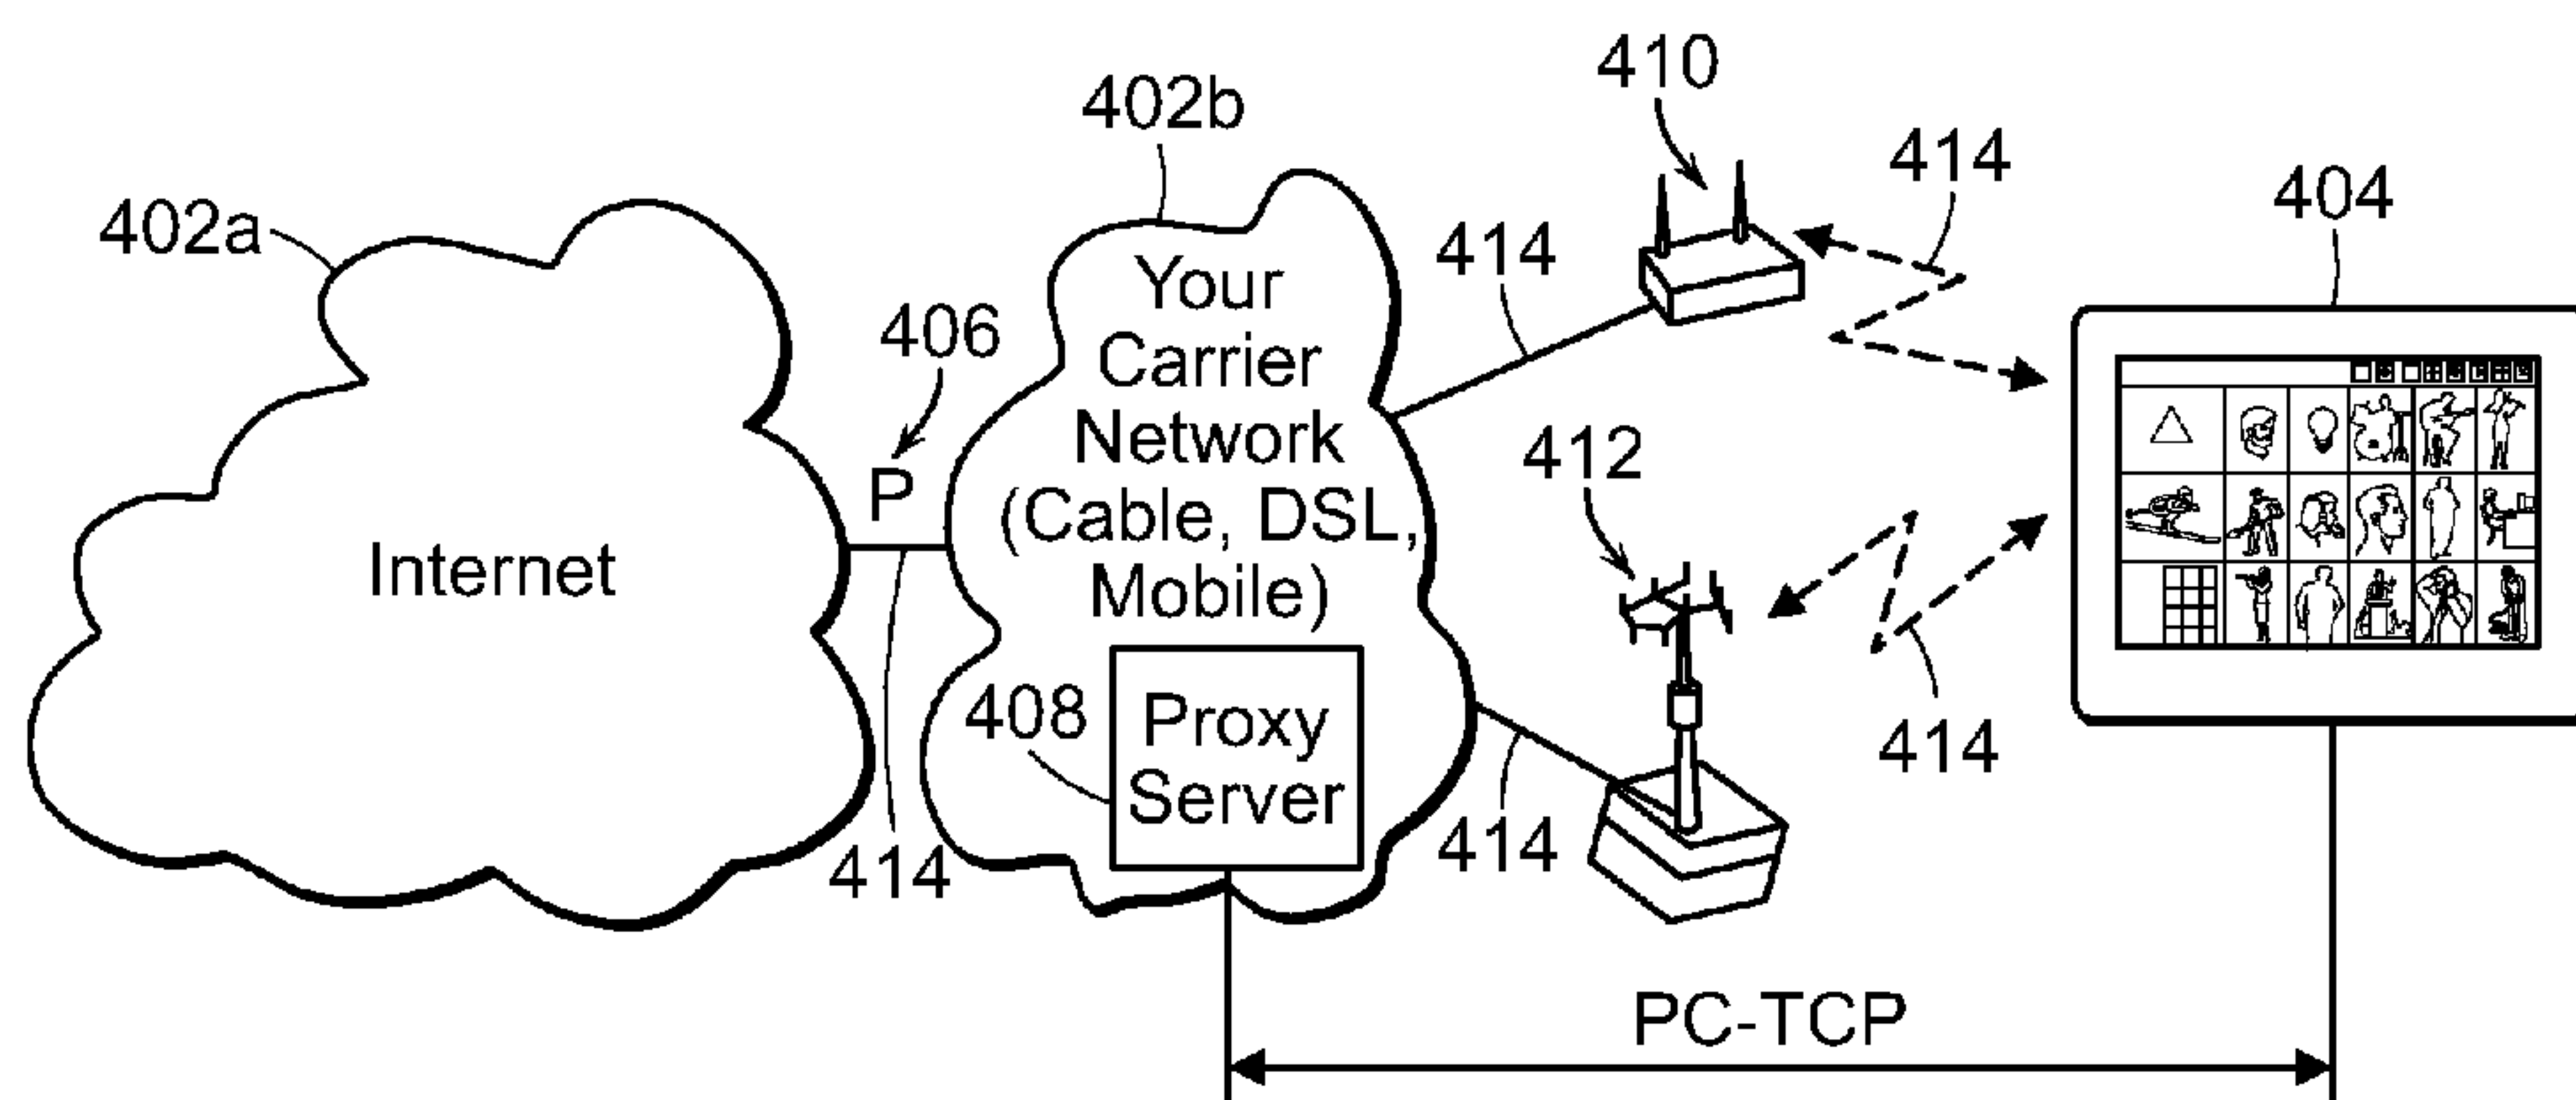 410
402b
414
404
402a
414
406
P
Your
Carrier
Network
(Cable, DSL,
Mobile)
412
Internet
408
Proxy
Server
414
414
414
PC-TCP